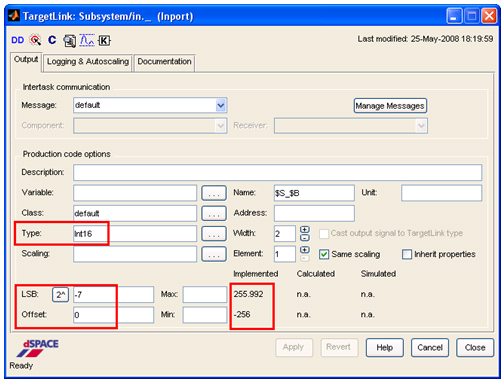 TargetLink: Subsystem/in._ (Inport)
DD C K Last modified: 25-May-2008 18:19:59
Output Logging & Autoscaling Documentation
Intertask communication
Message: default Manage Messages
Component: Receiver:
Production code options
Description:
Variable: ... Name: $S_$B Unit:
Class: default ... Address:
Type: Int16 ... Width: 2 Cast output signal to TargetLink type
Scaling: ... Element: 1 Same scaling Inherit properties
Implemented Calculated Simulated
LSB: 2^ -7 Max: 255.992 n.a. n.a.
Offset: 0 Min: -256 n.a. n.a.
dSPACE Apply Revert Help Cancel Close
Ready